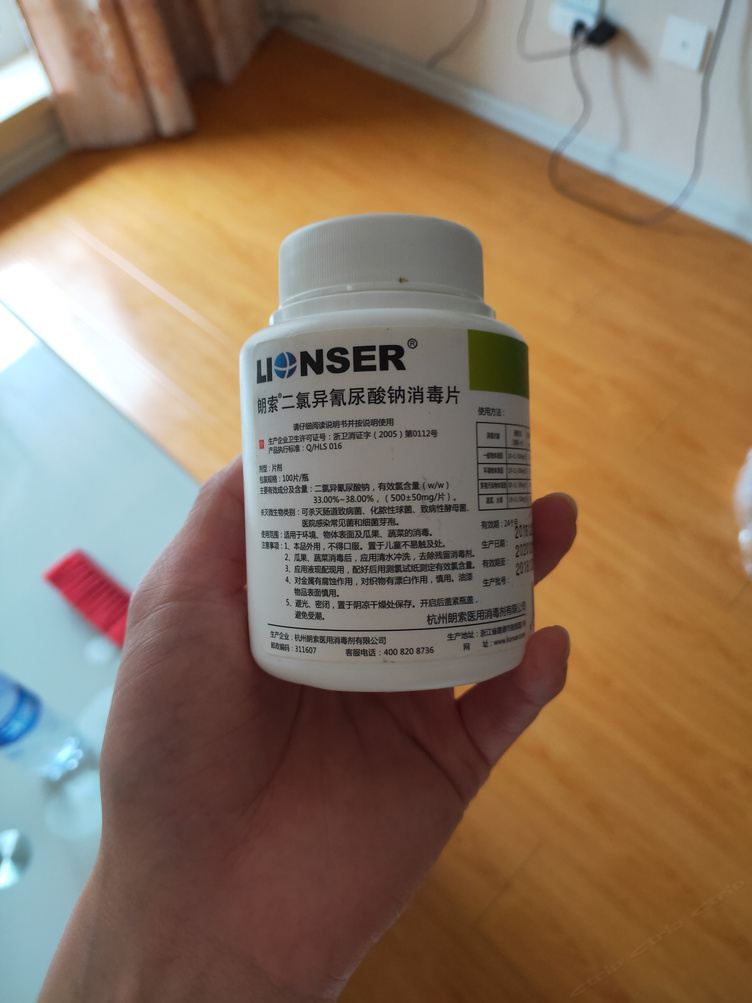 LIONSER®
朗索®二氯异氰尿酸钠消毒片
请仔细阅读说明书并按说明使用
生产企业卫生许可证号：浙卫消证字（2005）第0112号
产品执行标准：Q/HLS 016
剂型：片剂
包装规格：100片/瓶
主要有效成分及含量：二氯异氰尿酸钠，有效氯含量（w/w）
33.00%~38.00%，（500±50mg/片）。
杀灭微生物类别：可杀灭肠道致病菌、化脓性球菌、致病性酵母菌、
医院感染常见菌和细菌芽孢。
使用范围：适用于环境、物体表面及瓜果、蔬菜的消毒。
注意事项：1、本品外用，不得口服。置于儿童不易触及处。
2、瓜果、蔬菜消毒后，应用清水冲洗，去除残留消毒剂。
3、应用液现配现用，配好后用测氯试纸测定有效氯含量。
4、对金属有腐蚀作用，对织物有漂白作用，慎用。油漆
物品表面慎用。
5、避光、密闭，置于阴凉干燥处保存。开启后盖紧瓶盖，
避免受潮。
杭州朗索医用消毒剂有限公司
生产企业：杭州朗索医用消毒剂有限公司
邮政编码：311607
客服电话：400 820 8736
使用方法：
有效期：24个
生产日期：
有效期至：
生产批号：
生产地址：浙江省
网 址：www.lionser